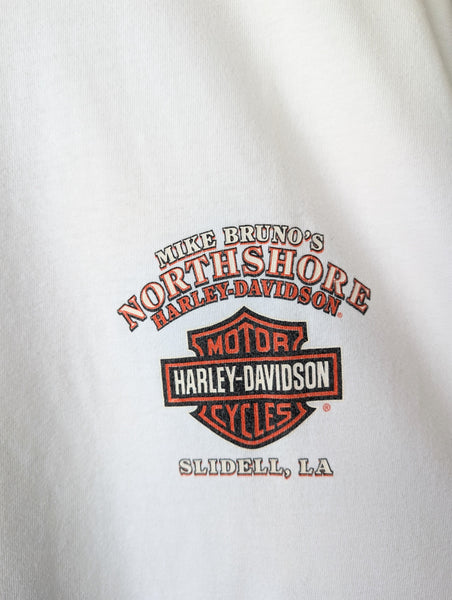 MIKE BRUNO'S
NORTHSHORE
HARLEY-DAVIDSON®
MOTOR
HARLEY-DAVIDSON
CYCLES
®
SLIDELL, LA